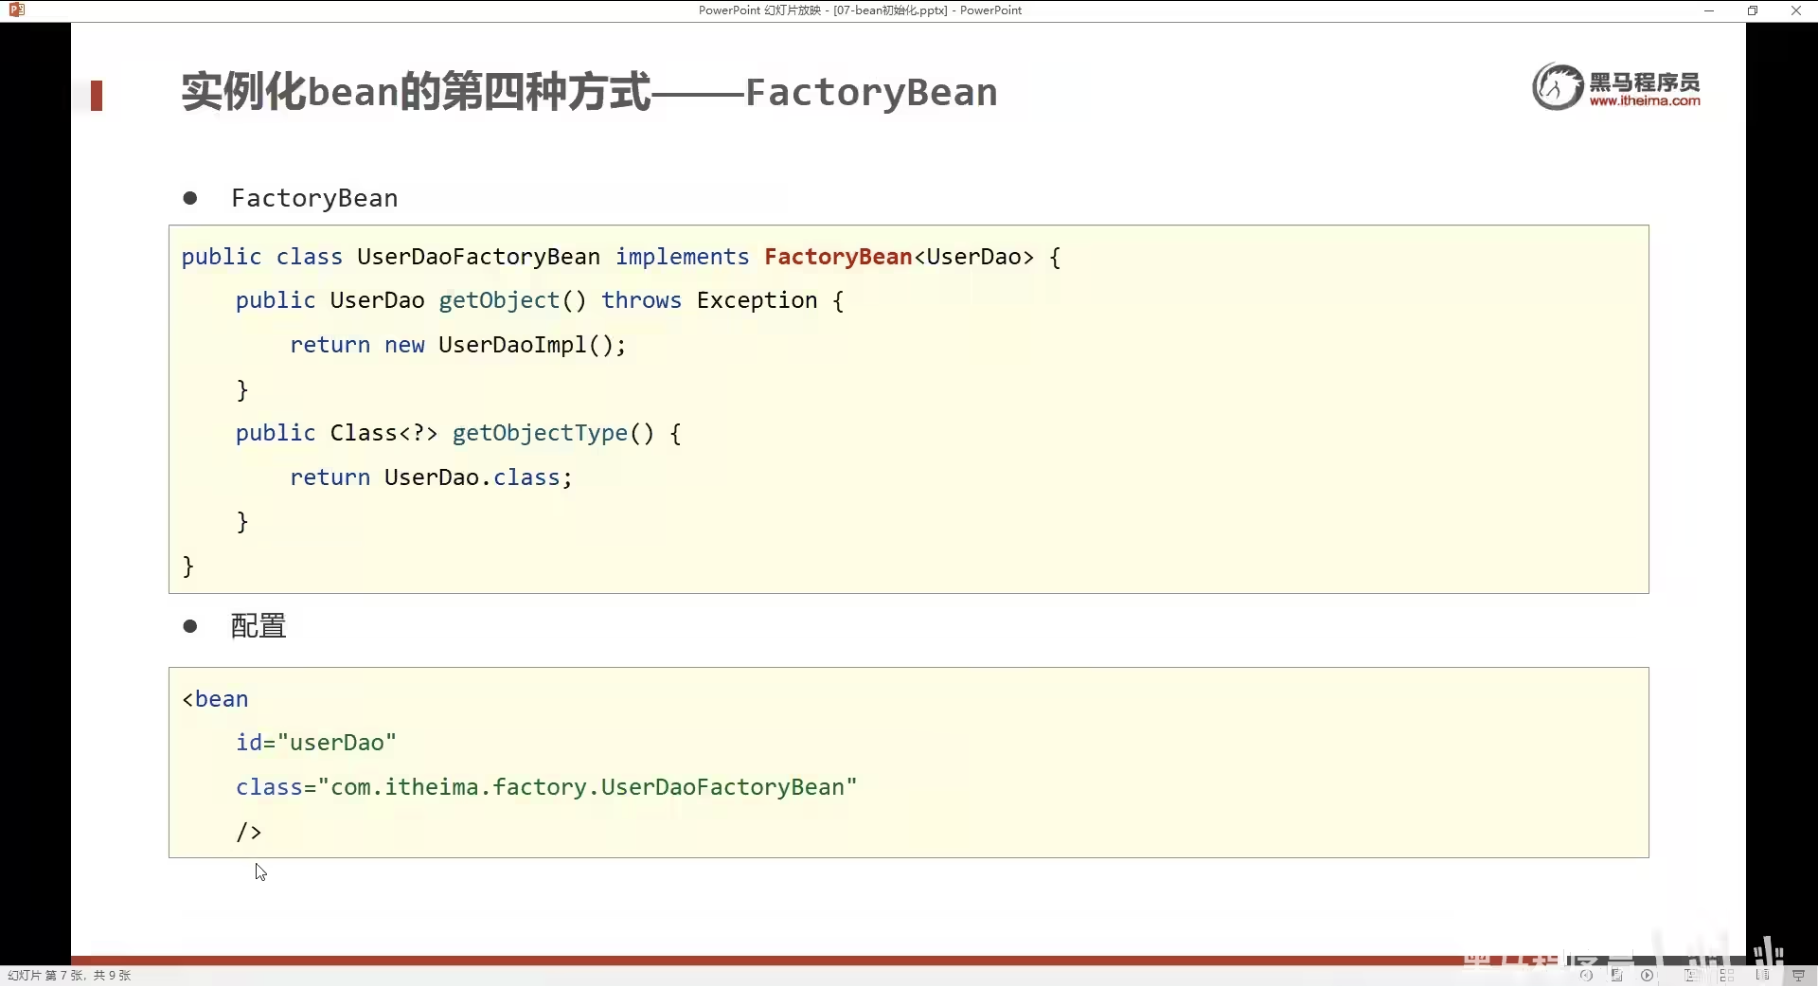 PowerPoint 幻灯片放映 - [07-bean初始化.pptx] - PowerPoint
实例化bean的第四种方式——FactoryBean
黑马程序员
www.itheima.com
● FactoryBean
public class UserDaoFactoryBean implements FactoryBean<UserDao> {
    public UserDao getObject() throws Exception {
        return new UserDaoImpl();
    }
    public Class<?> getObjectType() {
        return UserDao.class;
    }
}
● 配置
<bean
    id="userDao"
    class="com.itheima.factory.UserDaoFactoryBean"
    />
幻灯片 第 7 张，共 9 张